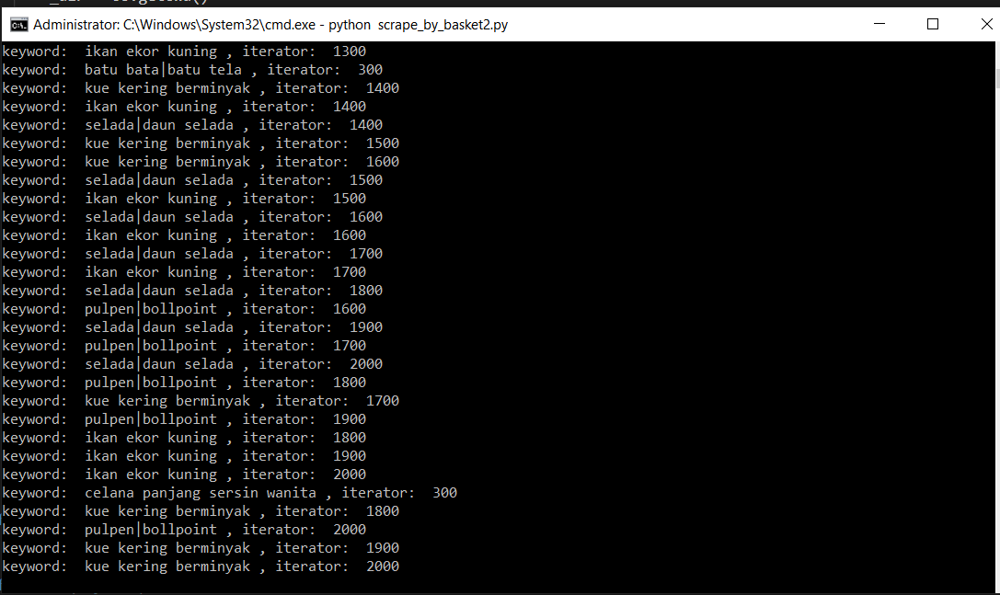 Administrator: C:\Windows\System32\cmd.exe - python  scrape_by_basket2.py
keyword:  ikan ekor kuning , iterator:  1300
keyword:  batu bata|batu tela , iterator:  300
keyword:  kue kering berminyak , iterator:  1400
keyword:  ikan ekor kuning , iterator:  1400
keyword:  selada|daun selada , iterator:  1400
keyword:  kue kering berminyak , iterator:  1500
keyword:  kue kering berminyak , iterator:  1600
keyword:  selada|daun selada , iterator:  1500
keyword:  ikan ekor kuning , iterator:  1500
keyword:  selada|daun selada , iterator:  1600
keyword:  ikan ekor kuning , iterator:  1600
keyword:  selada|daun selada , iterator:  1700
keyword:  ikan ekor kuning , iterator:  1700
keyword:  selada|daun selada , iterator:  1800
keyword:  pulpen|bollpoint , iterator:  1600
keyword:  selada|daun selada , iterator:  1900
keyword:  pulpen|bollpoint , iterator:  1700
keyword:  selada|daun selada , iterator:  2000
keyword:  pulpen|bollpoint , iterator:  1800
keyword:  kue kering berminyak , iterator:  1700
keyword:  pulpen|bollpoint , iterator:  1900
keyword:  ikan ekor kuning , iterator:  1800
keyword:  ikan ekor kuning , iterator:  1900
keyword:  ikan ekor kuning , iterator:  2000
keyword:  celana panjang sersin wanita , iterator:  300
keyword:  kue kering berminyak , iterator:  1800
keyword:  pulpen|bollpoint , iterator:  2000
keyword:  kue kering berminyak , iterator:  1900
keyword:  kue kering berminyak , iterator:  2000